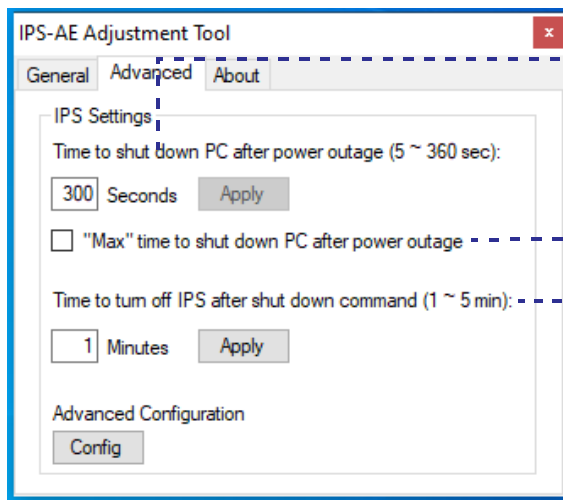 IPS-AE Adjustment Tool
x
General Advanced About
IPS Settings
Time to shut down PC after power outage (5 ~ 360 sec):
300 Seconds Apply
"Max" time to shut down PC after power outage
Time to turn off IPS after shut down command (1 ~ 5 min):
1 Minutes Apply
Advanced Configuration
Config